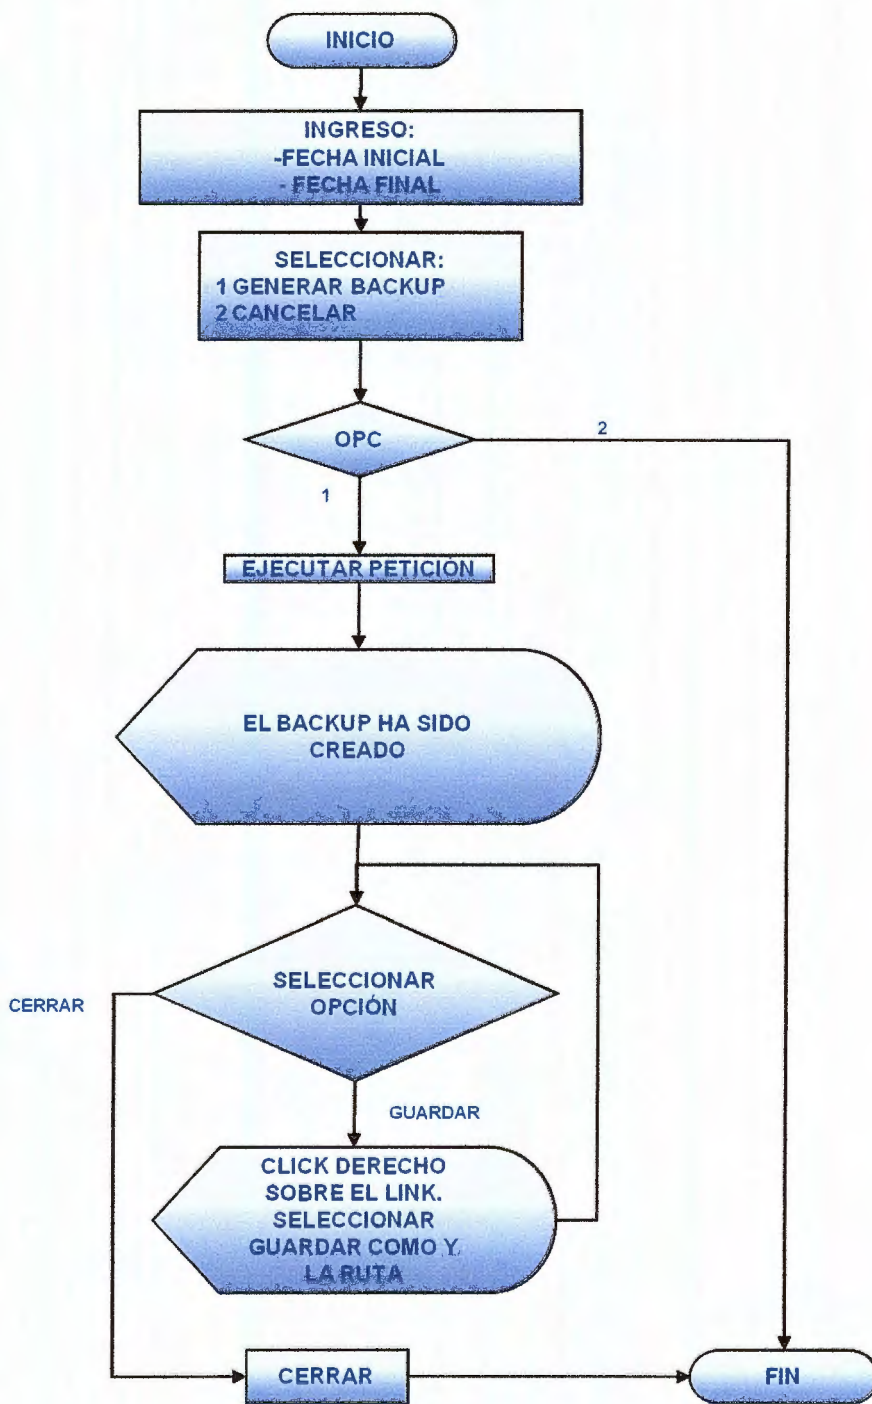 INICIO
INGRESO:
-FECHA INICIAL
- FECHA FINAL
SELECCIONAR:
1 GENERAR BACKUP
2 CANCELAR
OPC
2
1
EJECUTAR PETICIÓN
EL BACKUP HA SIDO
CREADO
SELECCIONAR
OPCIÓN
CERRAR
GUARDAR
CLICK DERECHO
SOBRE EL LINK.
SELECCIONAR
GUARDAR COMO Y
LA RUTA
CERRAR
FIN